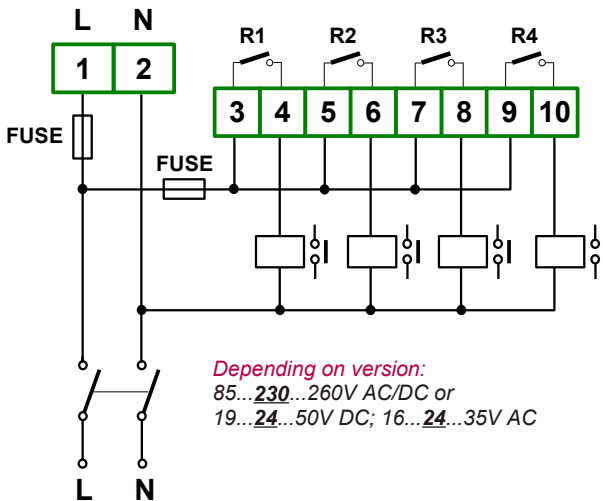 L N
R1 R2 R3 R4
1 2
3 4 5 6 7 8 9 10
FUSE
FUSE
Depending on version:
85...230...260V AC/DC or
19...24...50V DC; 16...24...35V AC
L N